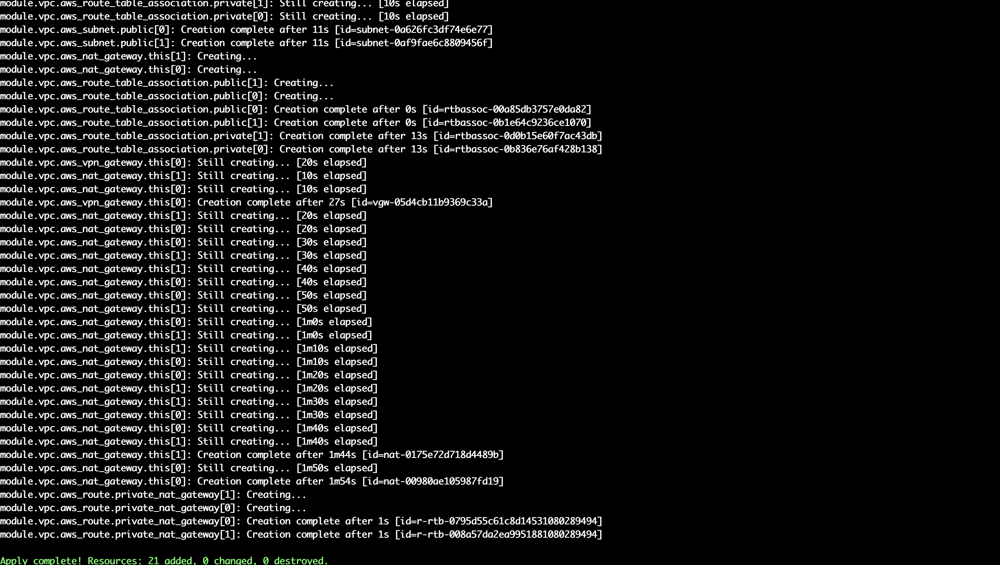 module.vpc.aws_route_table_association.private[1]: Still creating... [10s elapsed]
module.vpc.aws_route_table_association.private[0]: Still creating... [10s elapsed]
module.vpc.aws_subnet.public[0]: Creation complete after 11s [id=subnet-0a626fc3df74e6e77]
module.vpc.aws_subnet.public[1]: Creation complete after 11s [id=subnet-0af9fae6c8809456f]
module.vpc.aws_nat_gateway.this[1]: Creating...
module.vpc.aws_nat_gateway.this[0]: Creating...
module.vpc.aws_route_table_association.public[1]: Creating...
module.vpc.aws_route_table_association.public[0]: Creating...
module.vpc.aws_route_table_association.public[0]: Creation complete after 0s [id=rtbassoc-00a85db3757e0da82]
module.vpc.aws_route_table_association.public[1]: Creation complete after 0s [id=rtbassoc-0b1e64c9236ce1070]
module.vpc.aws_route_table_association.private[1]: Creation complete after 13s [id=rtbassoc-0d0b15e60f7ac43db]
module.vpc.aws_route_table_association.private[0]: Creation complete after 13s [id=rtbassoc-0b836e76af428b138]
module.vpc.aws_vpn_gateway.this[0]: Still creating... [20s elapsed]
module.vpc.aws_nat_gateway.this[1]: Still creating... [10s elapsed]
module.vpc.aws_nat_gateway.this[0]: Still creating... [10s elapsed]
module.vpc.aws_vpn_gateway.this[0]: Creation complete after 27s [id=vgw-05d4cb11b9369c33a]
module.vpc.aws_nat_gateway.this[1]: Still creating... [20s elapsed]
module.vpc.aws_nat_gateway.this[0]: Still creating... [20s elapsed]
module.vpc.aws_nat_gateway.this[0]: Still creating... [30s elapsed]
module.vpc.aws_nat_gateway.this[1]: Still creating... [30s elapsed]
module.vpc.aws_nat_gateway.this[1]: Still creating... [40s elapsed]
module.vpc.aws_nat_gateway.this[0]: Still creating... [40s elapsed]
module.vpc.aws_nat_gateway.this[0]: Still creating... [50s elapsed]
module.vpc.aws_nat_gateway.this[1]: Still creating... [50s elapsed]
module.vpc.aws_nat_gateway.this[0]: Still creating... [1m0s elapsed]
module.vpc.aws_nat_gateway.this[1]: Still creating... [1m0s elapsed]
module.vpc.aws_nat_gateway.this[1]: Still creating... [1m10s elapsed]
module.vpc.aws_nat_gateway.this[0]: Still creating... [1m10s elapsed]
module.vpc.aws_nat_gateway.this[0]: Still creating... [1m20s elapsed]
module.vpc.aws_nat_gateway.this[1]: Still creating... [1m20s elapsed]
module.vpc.aws_nat_gateway.this[1]: Still creating... [1m30s elapsed]
module.vpc.aws_nat_gateway.this[0]: Still creating... [1m30s elapsed]
module.vpc.aws_nat_gateway.this[0]: Still creating... [1m40s elapsed]
module.vpc.aws_nat_gateway.this[1]: Still creating... [1m40s elapsed]
module.vpc.aws_nat_gateway.this[1]: Creation complete after 1m44s [id=nat-0175e72d718d4489b]
module.vpc.aws_nat_gateway.this[0]: Still creating... [1m50s elapsed]
module.vpc.aws_nat_gateway.this[0]: Creation complete after 1m54s [id=nat-00980ae105987fd19]
module.vpc.aws_route.private_nat_gateway[1]: Creating...
module.vpc.aws_route.private_nat_gateway[0]: Creating...
module.vpc.aws_route.private_nat_gateway[0]: Creation complete after 1s [id=r-rtb-0795d55c61c8d14531080289494]
module.vpc.aws_route.private_nat_gateway[1]: Creation complete after 1s [id=r-rtb-008a57da2ea9951881080289494]
Apply complete! Resources: 21 added, 0 changed, 0 destroyed.